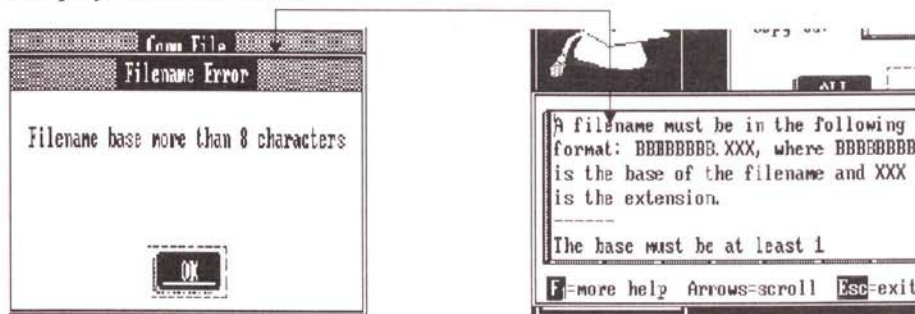 Copy File
Filename Error
Filename base more than 8 characters
OK
ALL
A filename must be in the following
format: BBBBBBBB.XXX, where BBBBBBBB
is the base of the filename and XXX
is the extension.
------
The base must be at least 1
F=more help Arrows=scroll Esc=exit